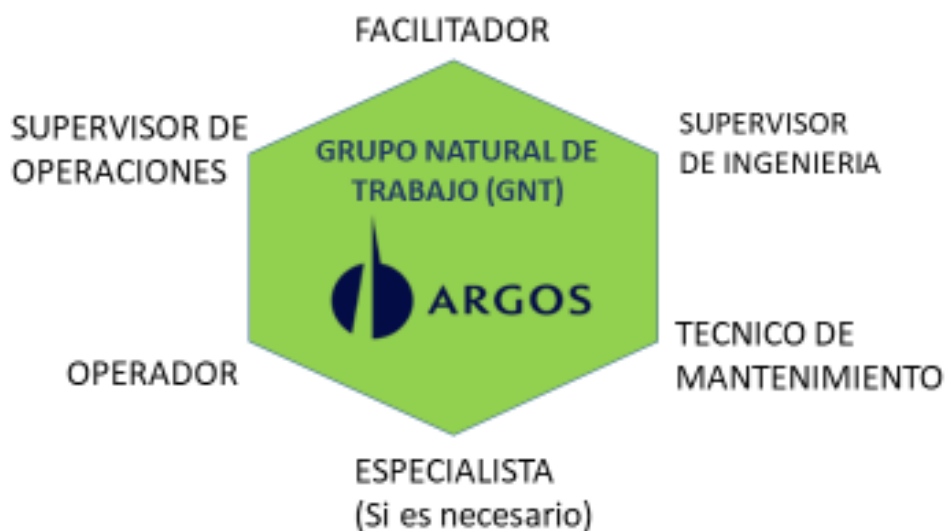 FACILITADOR
SUPERVISOR DE
OPERACIONES
GRUPO NATURAL DE
TRABAJO (GNT)
SUPERVISOR
DE INGENIERIA
ARGOS
OPERADOR
TECNICO DE
MANTENIMIENTO
ESPECIALISTA
(Si es necesario)